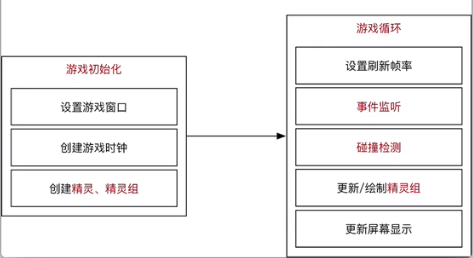 游戏初始化
设置游戏窗口
创建游戏时钟
创建精灵、精灵组
游戏循环
设置刷新帧率
事件监听
碰撞检测
更新/绘制精灵组
更新屏幕显示